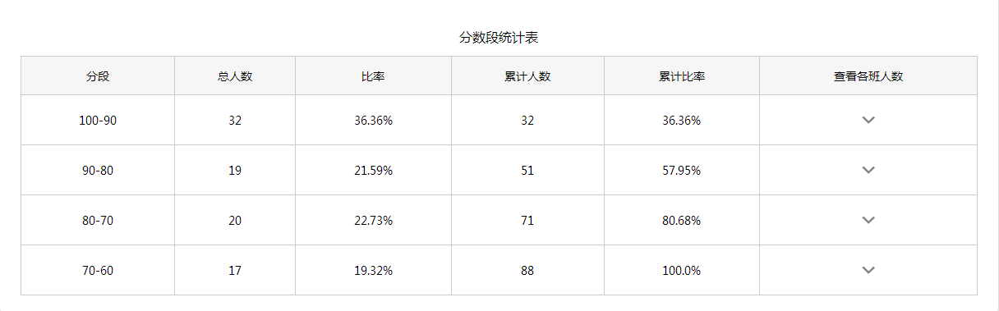 分数段统计表
分段 总人数 比率 累计人数 累计比率 查看各班人数
100-90 32 36.36% 32 36.36%
90-80 19 21.59% 51 57.95%
80-70 20 22.73% 71 80.68%
70-60 17 19.32% 88 100.0%